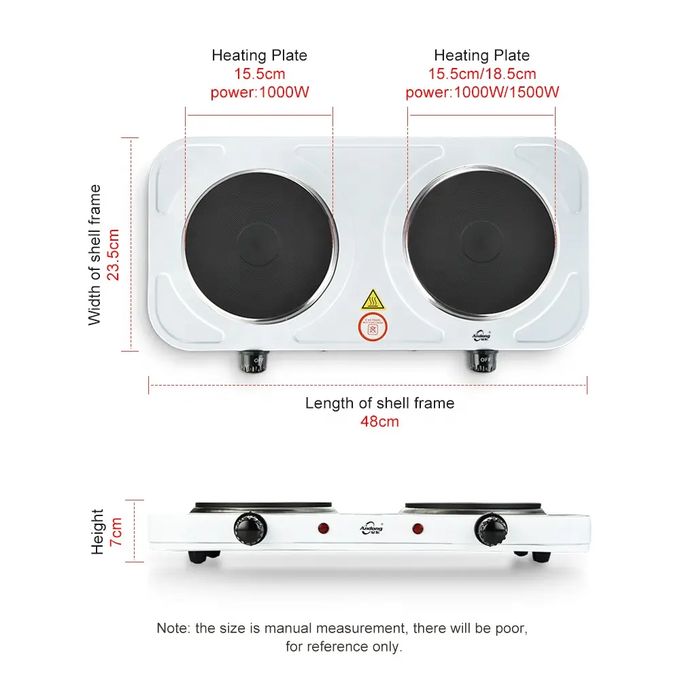 Heating Plate
15.5cm
power:1000W
Heating Plate
15.5cm/18.5cm
power:1000W/1500W
Width of shell frame
23.5cm
Andong
OFF
OFF
Length of shell frame
48cm
Height
7cm
Andong
Note: the size is manual measurement, there will be poor,
for reference only.